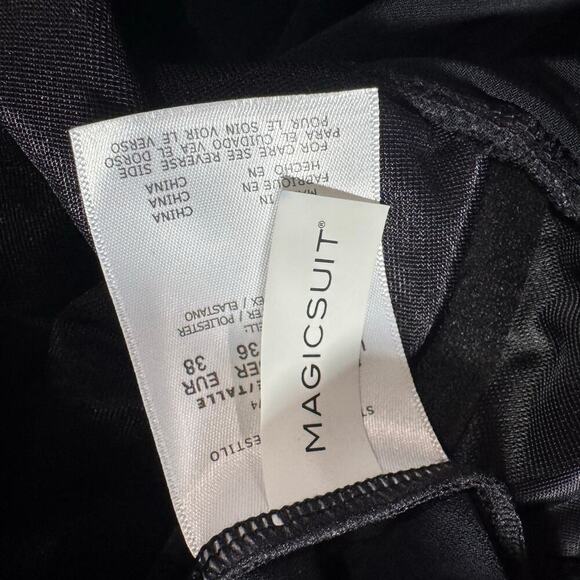 MAGICSUIT®
ESTILO
/TALLE
EUR
36 38
/ POLIESTER
/ ELASTANO
IN CHINA
FABRIQUE EN CHINA
HECHO EN CHINA
FOR CARE SEE REVERSE SIDE
PARA EL CUIDADO VEA EL DORSO
POUR LE SOIN VOIR LE VERSO